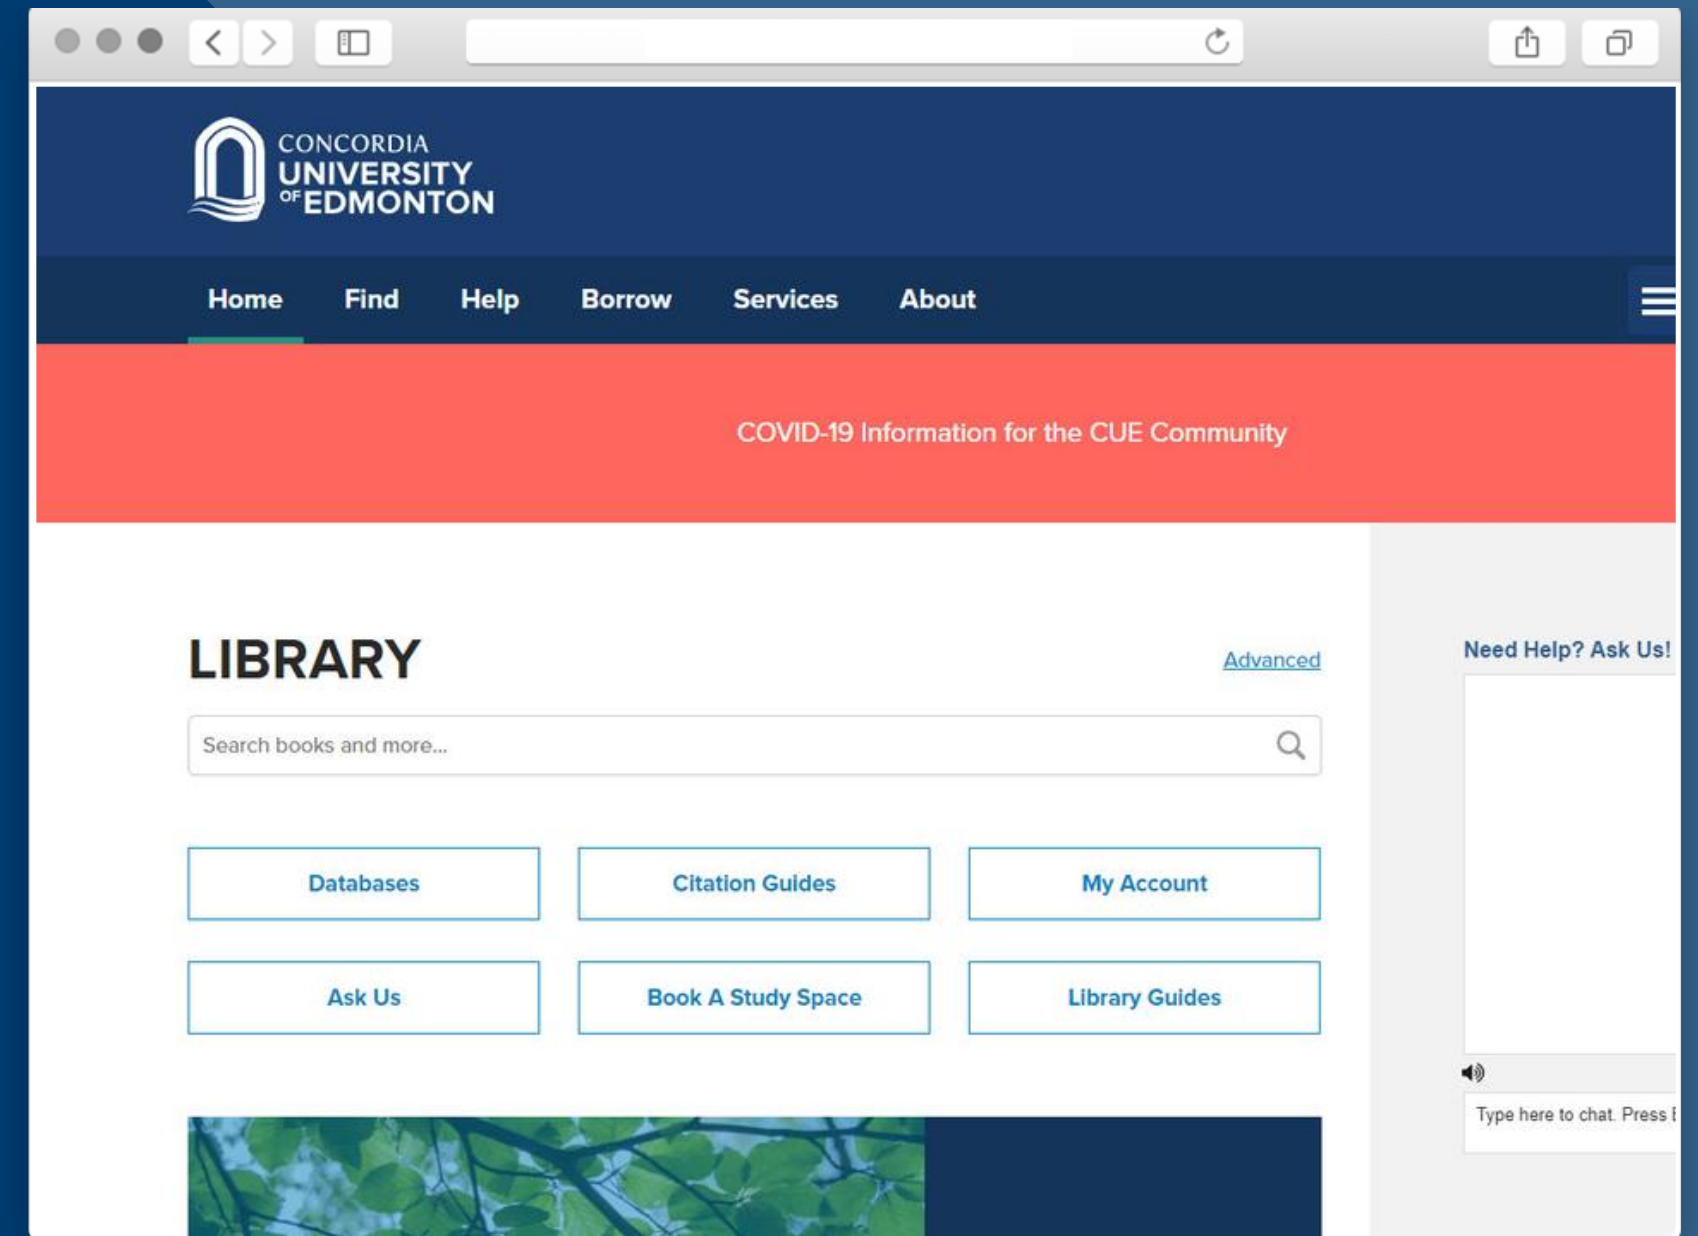 CONCORDIA
UNIVERSITY
OF EDMONTON
Home Find Help Borrow Services About
COVID-19 Information for the CUE Community
LIBRARY
Advanced
Search books and more...
Databases Citation Guides My Account
Ask Us Book A Study Space Library Guides
Need Help? Ask Us!
Type here to chat. Press